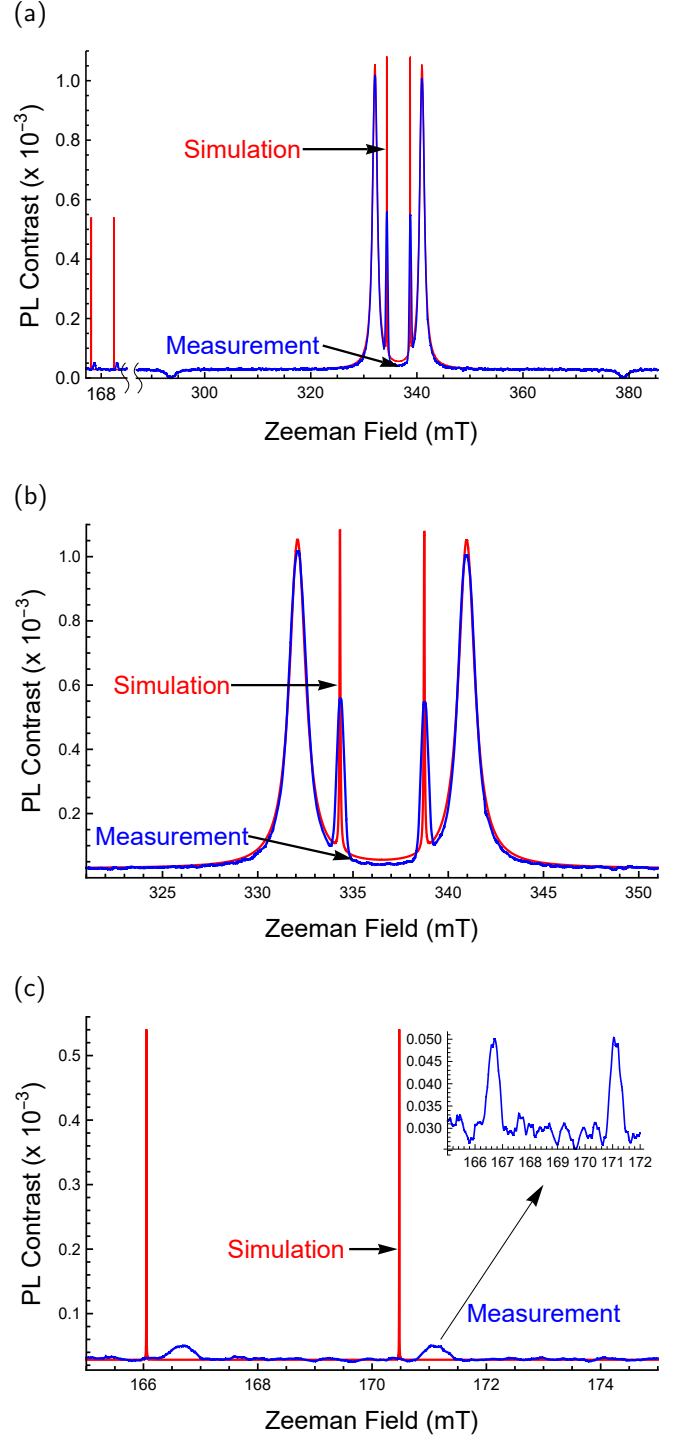 (a)
PL Contrast (x 10⁻³)
1.0
0.8
0.6
0.4
0.2
0.0
Simulation
Measurement
168
300
320
340
360
380
Zeeman Field (mT)
(b)
PL Contrast (x 10⁻³)
1.0
0.8
0.6
0.4
0.2
Simulation
Measurement
325
330
335
340
345
350
Zeeman Field (mT)
(c)
PL Contrast (x 10⁻³)
0.5
0.4
0.3
0.2
0.1
0.050
0.045
0.040
0.035
0.030
166 167 168 169 170 171 172
Simulation
Measurement
166
168
170
172
174
Zeeman Field (mT)